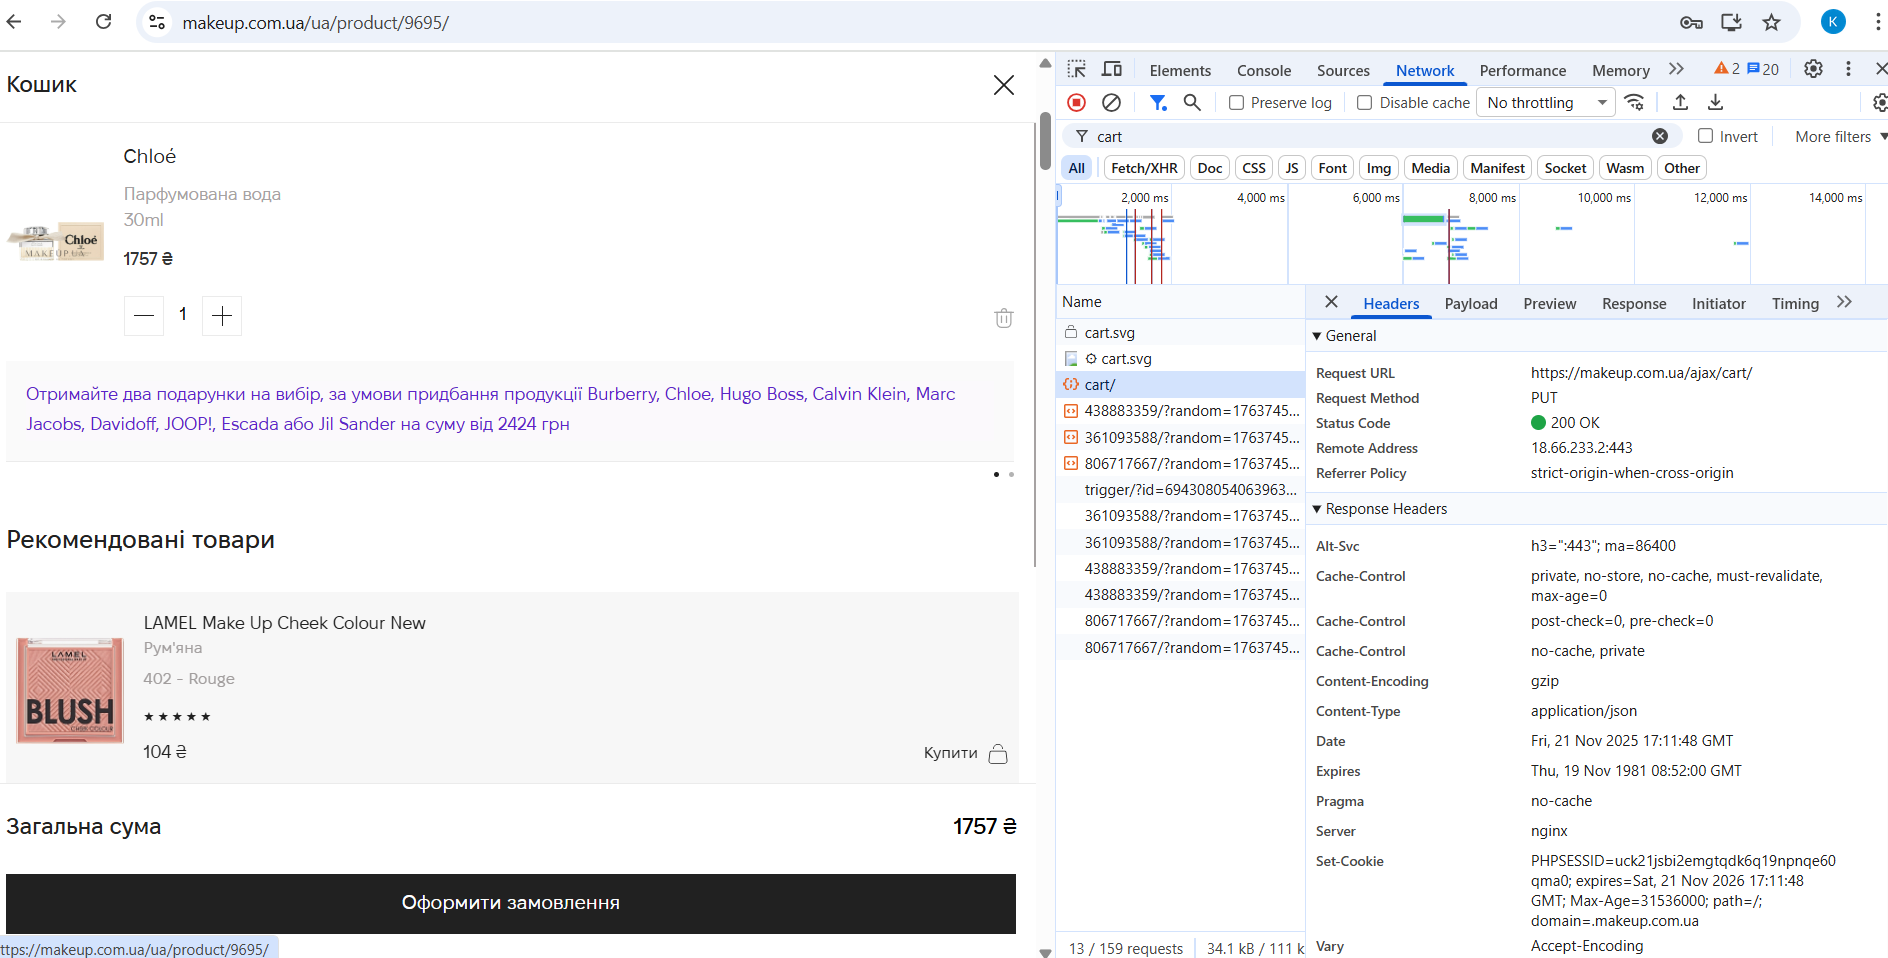 makeup.com.ua/ua/product/9695/
K
Кошик
Chloé
Парфумована вода
30ml
Chloé
MAKEUP.UA
1757 ₴
1
Отримайте два подарунки на вибір, за умови придбання продукції Burberry, Chloe, Hugo Boss, Calvin Klein, Marc
Jacobs, Davidoff, JOOP!, Escada або Jil Sander на суму від 2424 грн
Рекомендовані товари
LAMEL Make Up Cheek Colour New
Рум'яна
402 - Rouge
★★★★★
LAMEL
BLUSH
CHEEK COLOUR
104 ₴
Купити
Загальна сума
1757 ₴
Оформити замовлення
ttps://makeup.com.ua/ua/product/9695/
Elements
Console
Sources
Network
Performance
Memory
2
20
Preserve log
Disable cache
No throttling
cart
Invert
More filters
All
Fetch/XHR
Doc
CSS
JS
Font
Img
Media
Manifest
Socket
Wasm
Other
2,000 ms
4,000 ms
6,000 ms
8,000 ms
10,000 ms
12,000 ms
14,000 ms
Name
cart.svg
cart.svg
cart/
438883359/?random=1763745...
361093588/?random=1763745...
806717667/?random=1763745...
trigger/?id=694308054063963...
361093588/?random=1763745...
361093588/?random=1763745...
438883359/?random=1763745...
438883359/?random=1763745...
806717667/?random=1763745...
806717667/?random=1763745...
13 / 159 requests
34.1 kB / 111 k
Headers
Payload
Preview
Response
Initiator
Timing
General
Request URL https://makeup.com.ua/ajax/cart/
Request Method PUT
Status Code 200 OK
Remote Address 18.66.233.2:443
Referrer Policy strict-origin-when-cross-origin
Response Headers
Alt-Svc h3=":443"; ma=86400
Cache-Control private, no-store, no-cache, must-revalidate,
max-age=0
Cache-Control post-check=0, pre-check=0
Cache-Control no-cache, private
Content-Encoding gzip
Content-Type application/json
Date Fri, 21 Nov 2025 17:11:48 GMT
Expires Thu, 19 Nov 1981 08:52:00 GMT
Pragma no-cache
Server nginx
Set-Cookie PHPSESSID=uck21jsbi2emgtqdk6q19npnqe60
qma0; expires=Sat, 21 Nov 2026 17:11:48
GMT; Max-Age=31536000; path=/;
domain=.makeup.com.ua
Vary Accept-Encoding